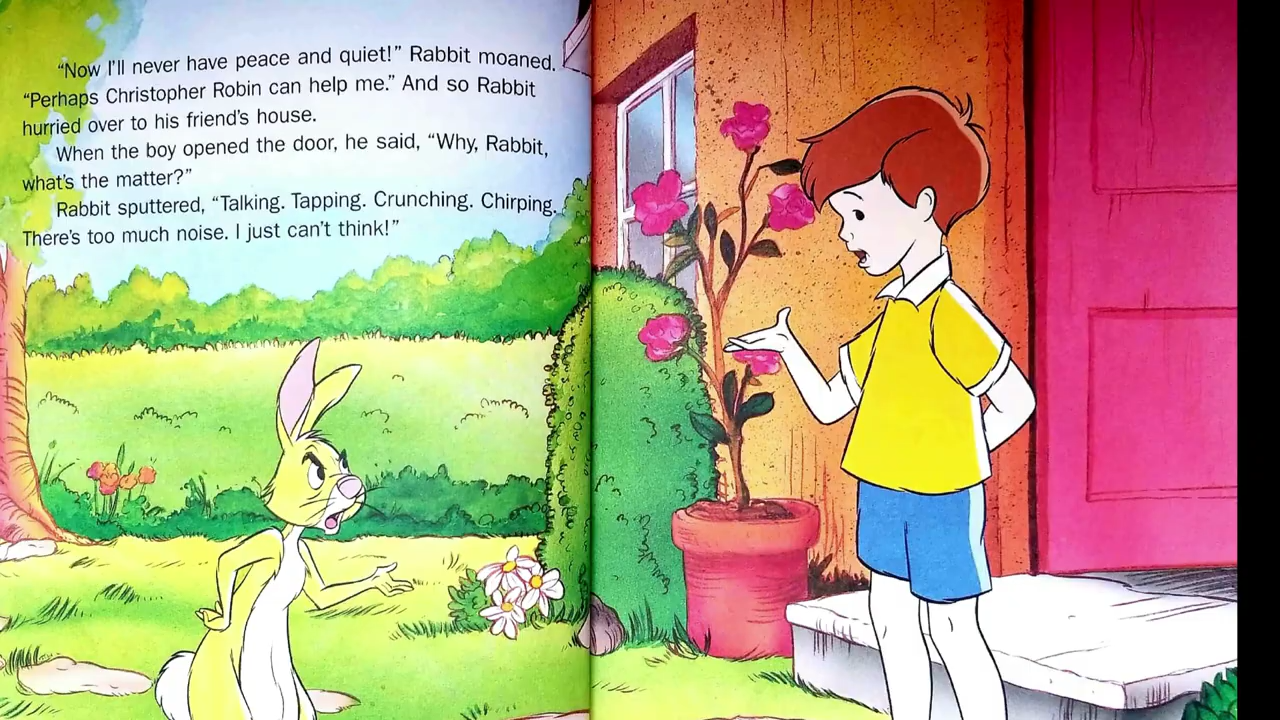 “Now I'll never have peace and quiet!” Rabbit moaned.
“Perhaps Christopher Robin can help me.” And so Rabbit
hurried over to his friend's house.
When the boy opened the door, he said, “Why, Rabbit,
what's the matter?”
Rabbit sputtered, “Talking. Tapping. Crunching. Chirping.
There's too much noise. I just can't think!”